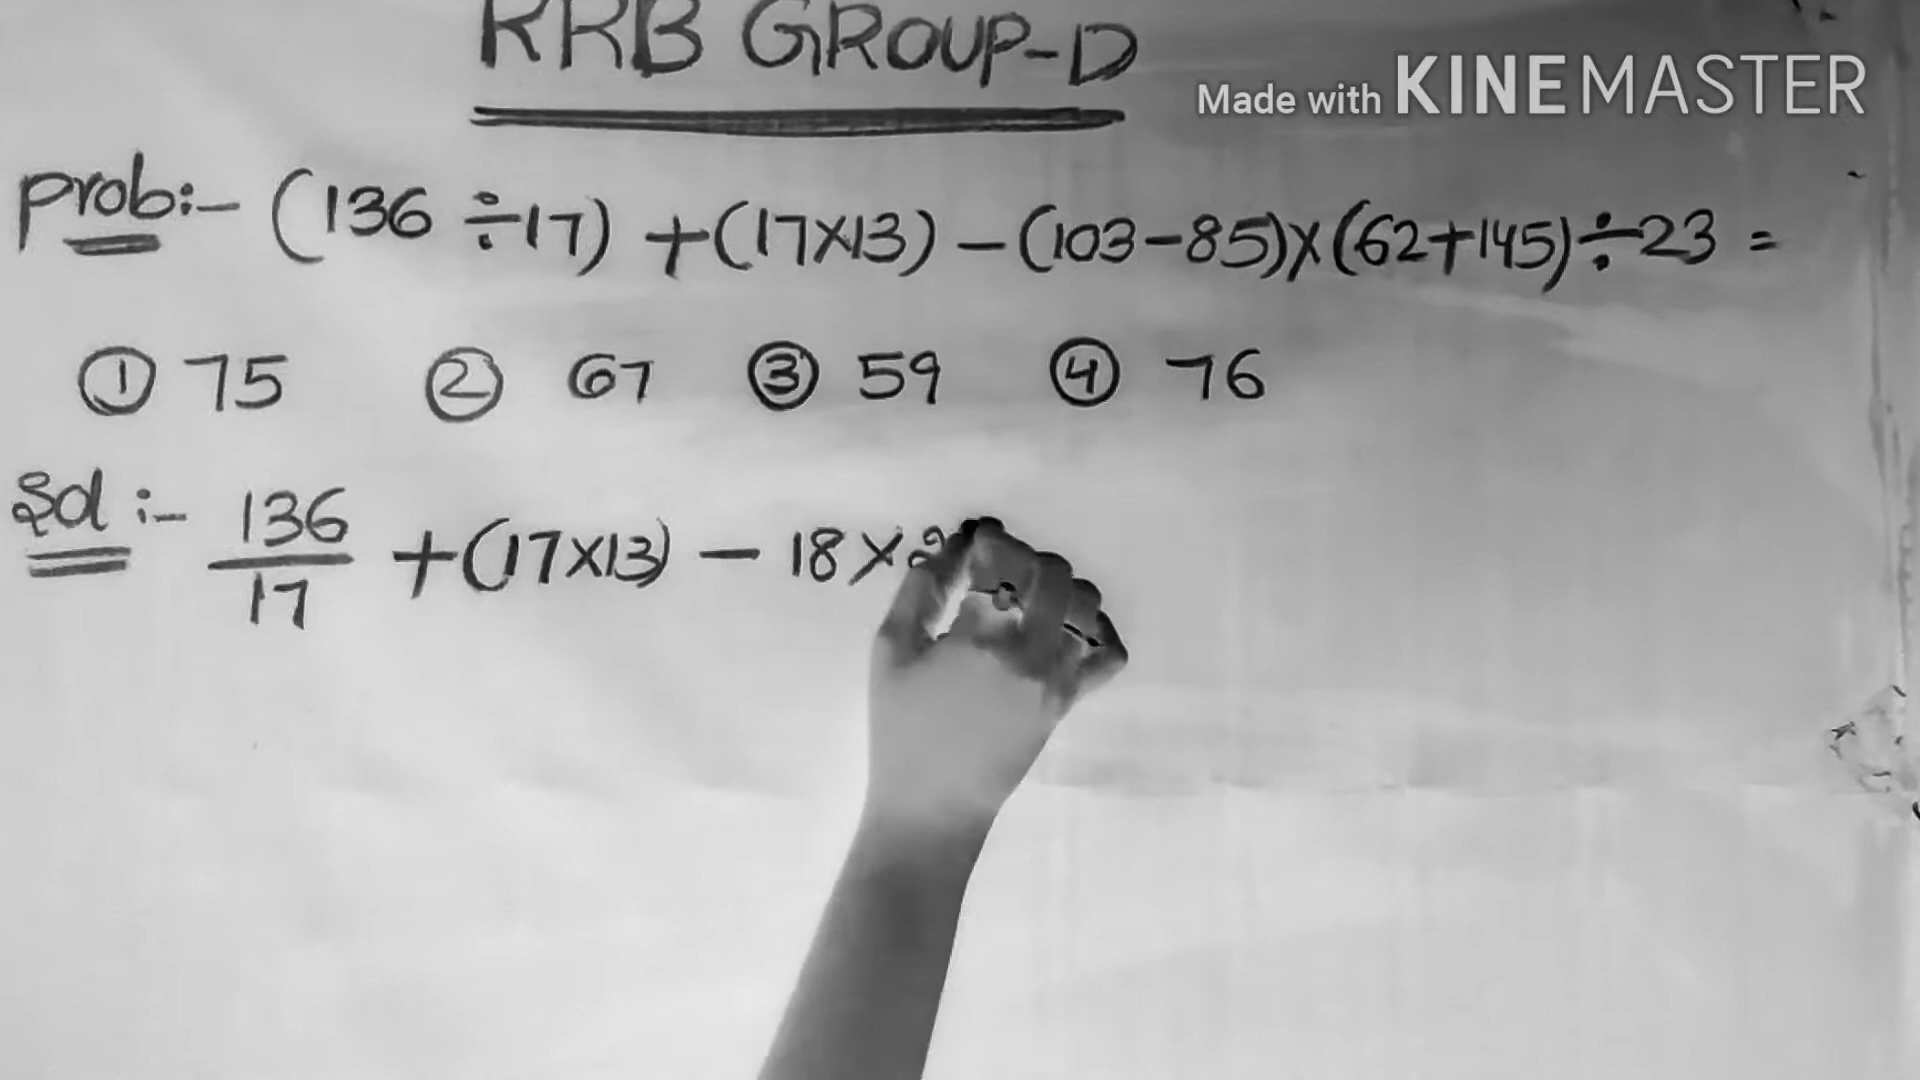 RRB GROUP-D
Made with KINEMASTER
Prob:- (136 ÷ 17) + (17×13) - (103-85)×(62+145)÷23 =
① 75 ② 67 ③ 59 ④ 76
Sol :- 136/17 + (17×13) - 18×2